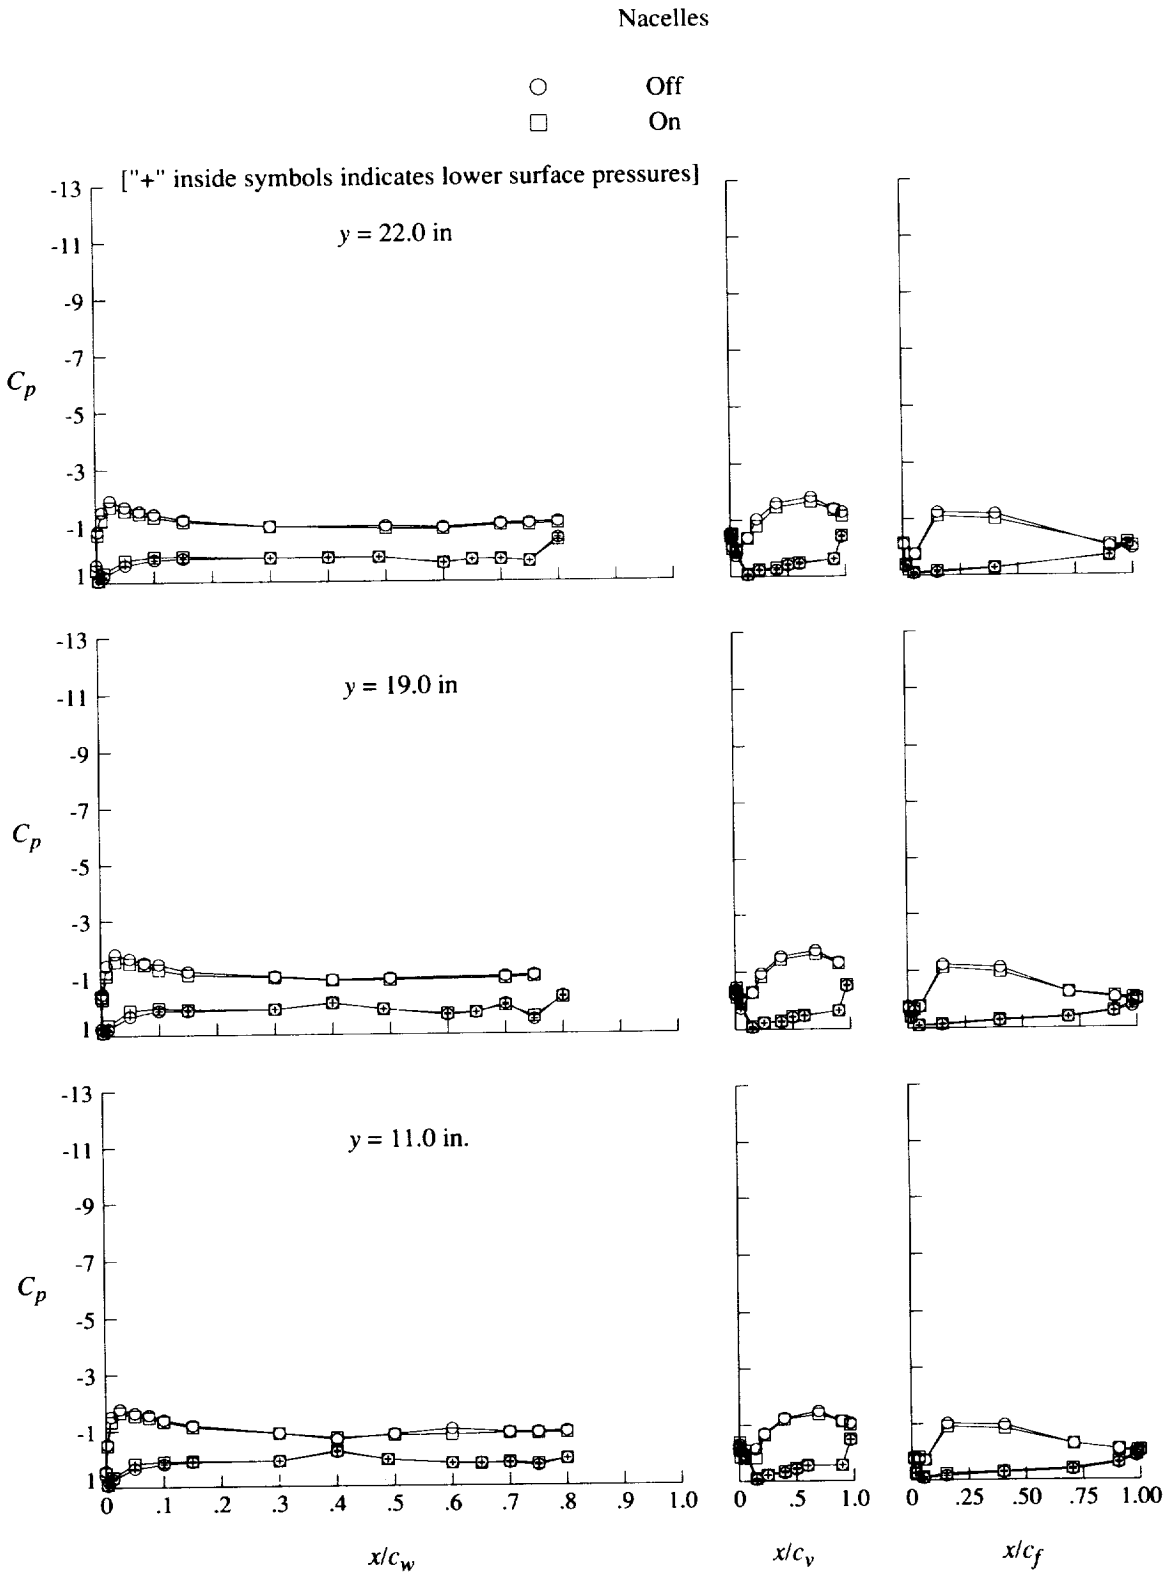 Nacelles
Off
On
["+" inside symbols indicates lower surface pressures]
y = 22.0 in
-13
-11
-9
-7
-5
-3
-1
1
C_p
y = 19.0 in
-13
-11
-9
-7
-5
-3
-1
1
C_p
y = 11.0 in.
-13
-11
-9
-7
-5
-3
-1
1
C_p
0 .1 .2 .3 .4 .5 .6 .7 .8 .9 1.0
0 .5 1.0
0 .25 .50 .75 1.00
x/c_w
x/c_v
x/c_f